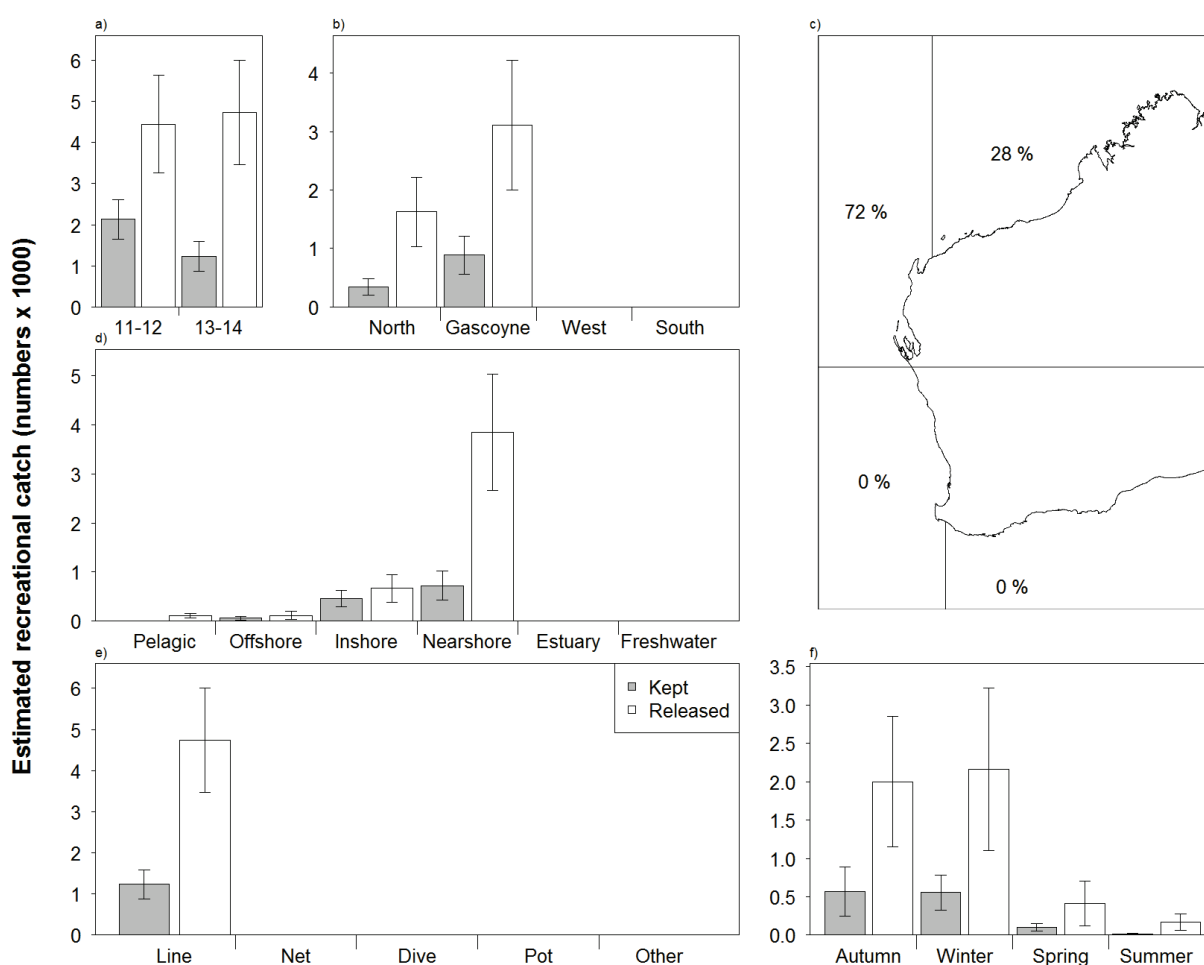 Estimated recreational catch (numbers x 1000)
a)
6
5
4
3
2
1
0
11-12 13-14
b)
4
3
2
1
0
North Gascoyne West South
c)
28 %
72 %
0 %
0 %
d)
5
4
3
2
1
0
Pelagic Offshore Inshore Nearshore Estuary Freshwater
e)
6
5
4
3
2
1
0
Kept
Released
Line Net Dive Pot Other
f)
3.5
3.0
2.5
2.0
1.5
1.0
0.5
0.0
Autumn Winter Spring Summer